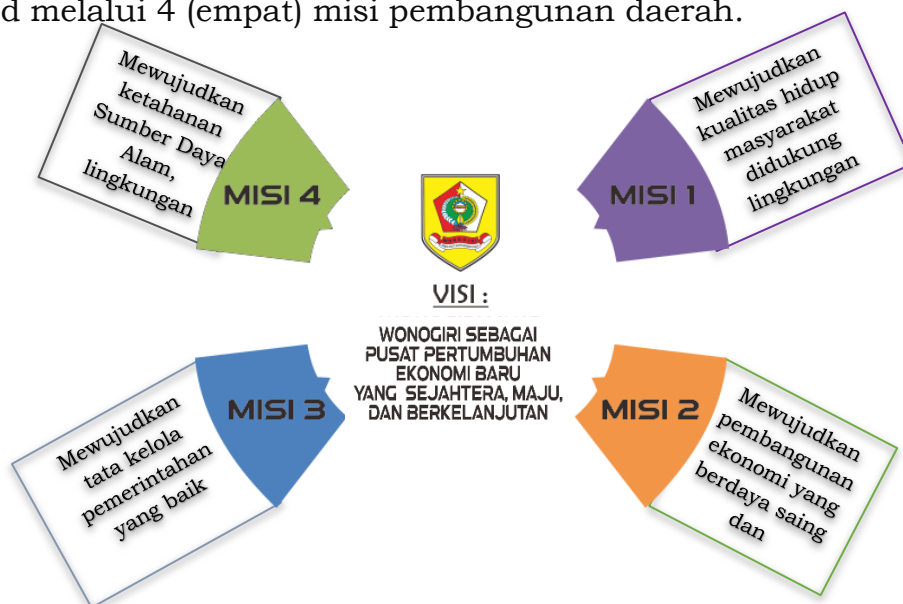 d melalui 4 (empat) misi pembangunan daerah.
Mewujudkan
ketahanan
Sumber Daya
Alam,
lingkungan
MISI 4
Mewujudkan
kualitas hidup
masyarakat
didukung
lingkungan
MISI 1
VISI :
WONOGIRI SEBAGAI
PUSAT PERTUMBUHAN
EKONOMI BARU
YANG SEJAHTERA, MAJU,
DAN BERKELANJUTAN
Mewujudkan
tata kelola
pemerintahan
yang baik
MISI 3
MISI 2
Mewujudkan
pembangunan
ekonomi yang
berdaya saing
dan